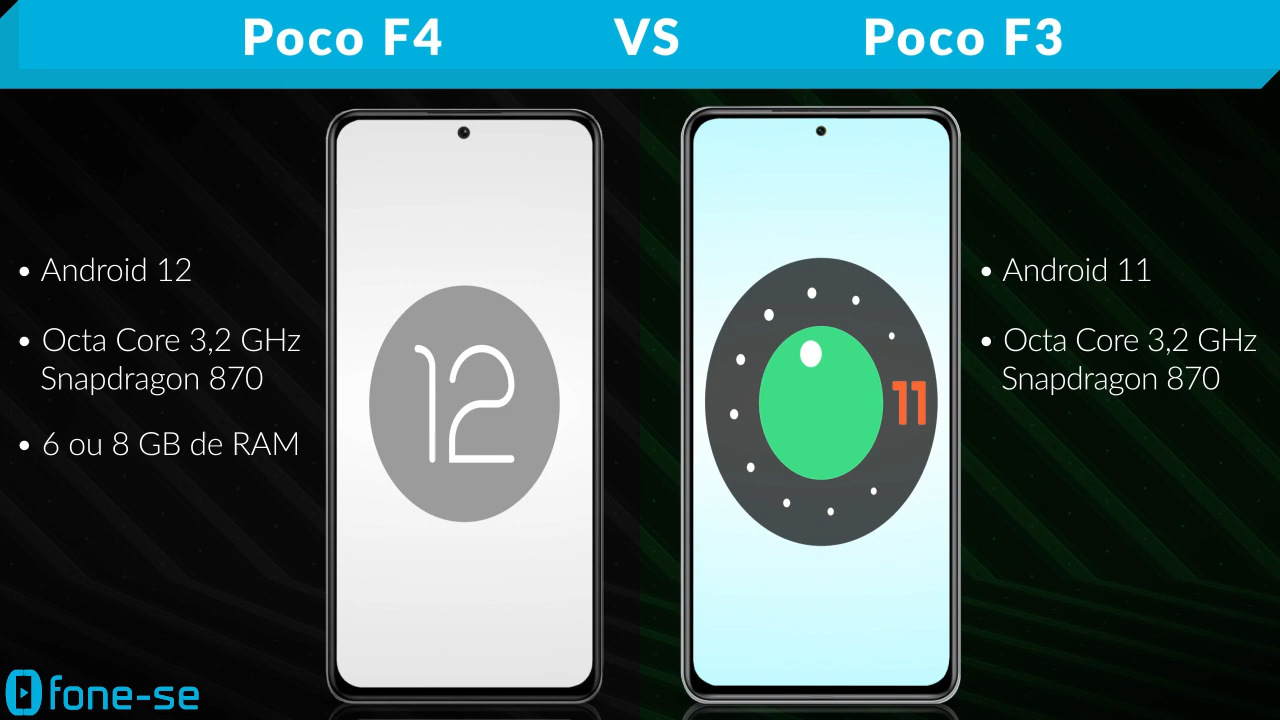 Poco F4 VS Poco F3
• Android 12
• Octa Core 3,2 GHz
Snapdragon 870
• 6 ou 8 GB de RAM
12
11
• Android 11
• Octa Core 3,2 GHz
Snapdragon 870
fone-se